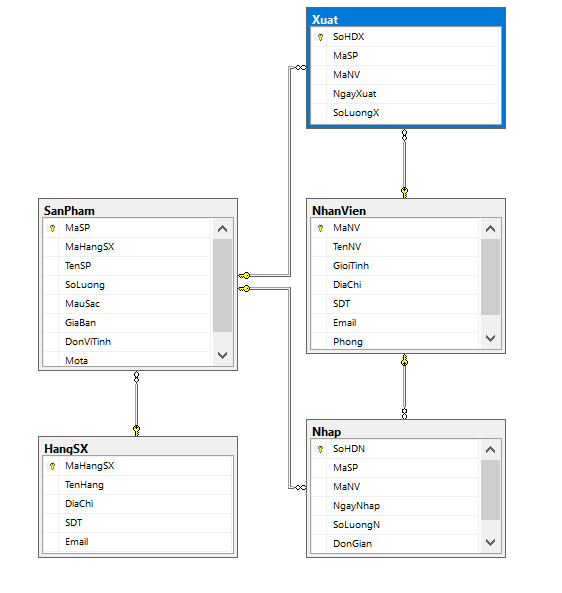 Xuat
SoHDX
MaSP
MaNV
NgayXuat
SoLuongX
SanPham
MaSP
MaHangSX
TenSP
SoLuong
MauSac
GiaBan
DonViTinh
Mota
NhanVien
MaNV
TenNV
GioiTinh
DiaChi
SDT
Email
Phong
HangSX
MaHangSX
TenHang
DiaChi
SDT
Email
Nhap
SoHDN
MaSP
MaNV
NgayNhap
SoLuongN
DonGian